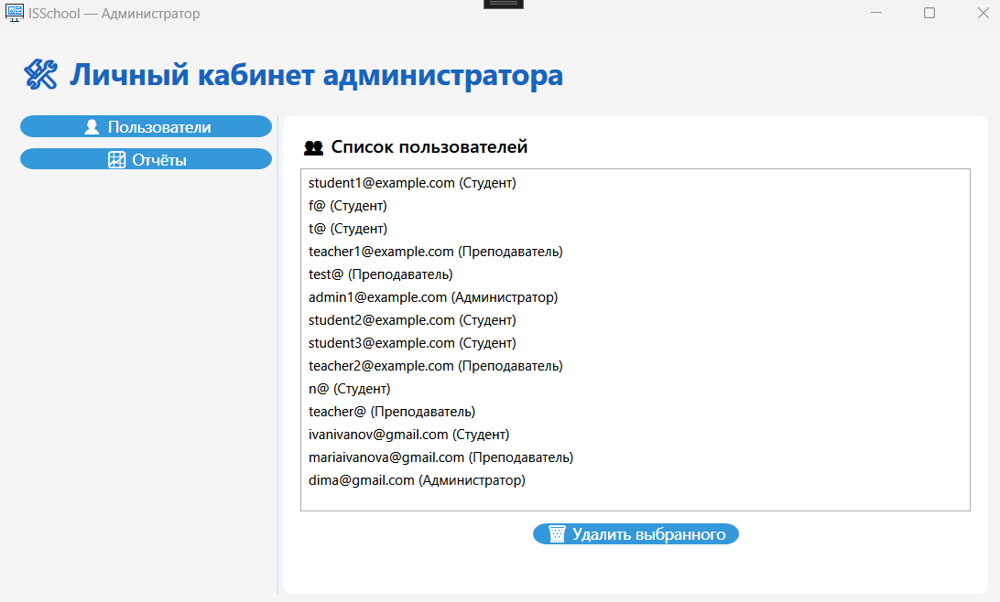 ISSchool — Администратор
Личный кабинет администратора
Пользователи
Отчёты
Список пользователей
student1@example.com (Студент)
f@ (Студент)
t@ (Студент)
teacher1@example.com (Преподаватель)
test@ (Преподаватель)
admin1@example.com (Администратор)
student2@example.com (Студент)
student3@example.com (Студент)
teacher2@example.com (Преподаватель)
n@ (Студент)
teacher@ (Преподаватель)
ivanivanov@gmail.com (Студент)
mariaivanova@gmail.com (Преподаватель)
dima@gmail.com (Администратор)
Удалить выбранного